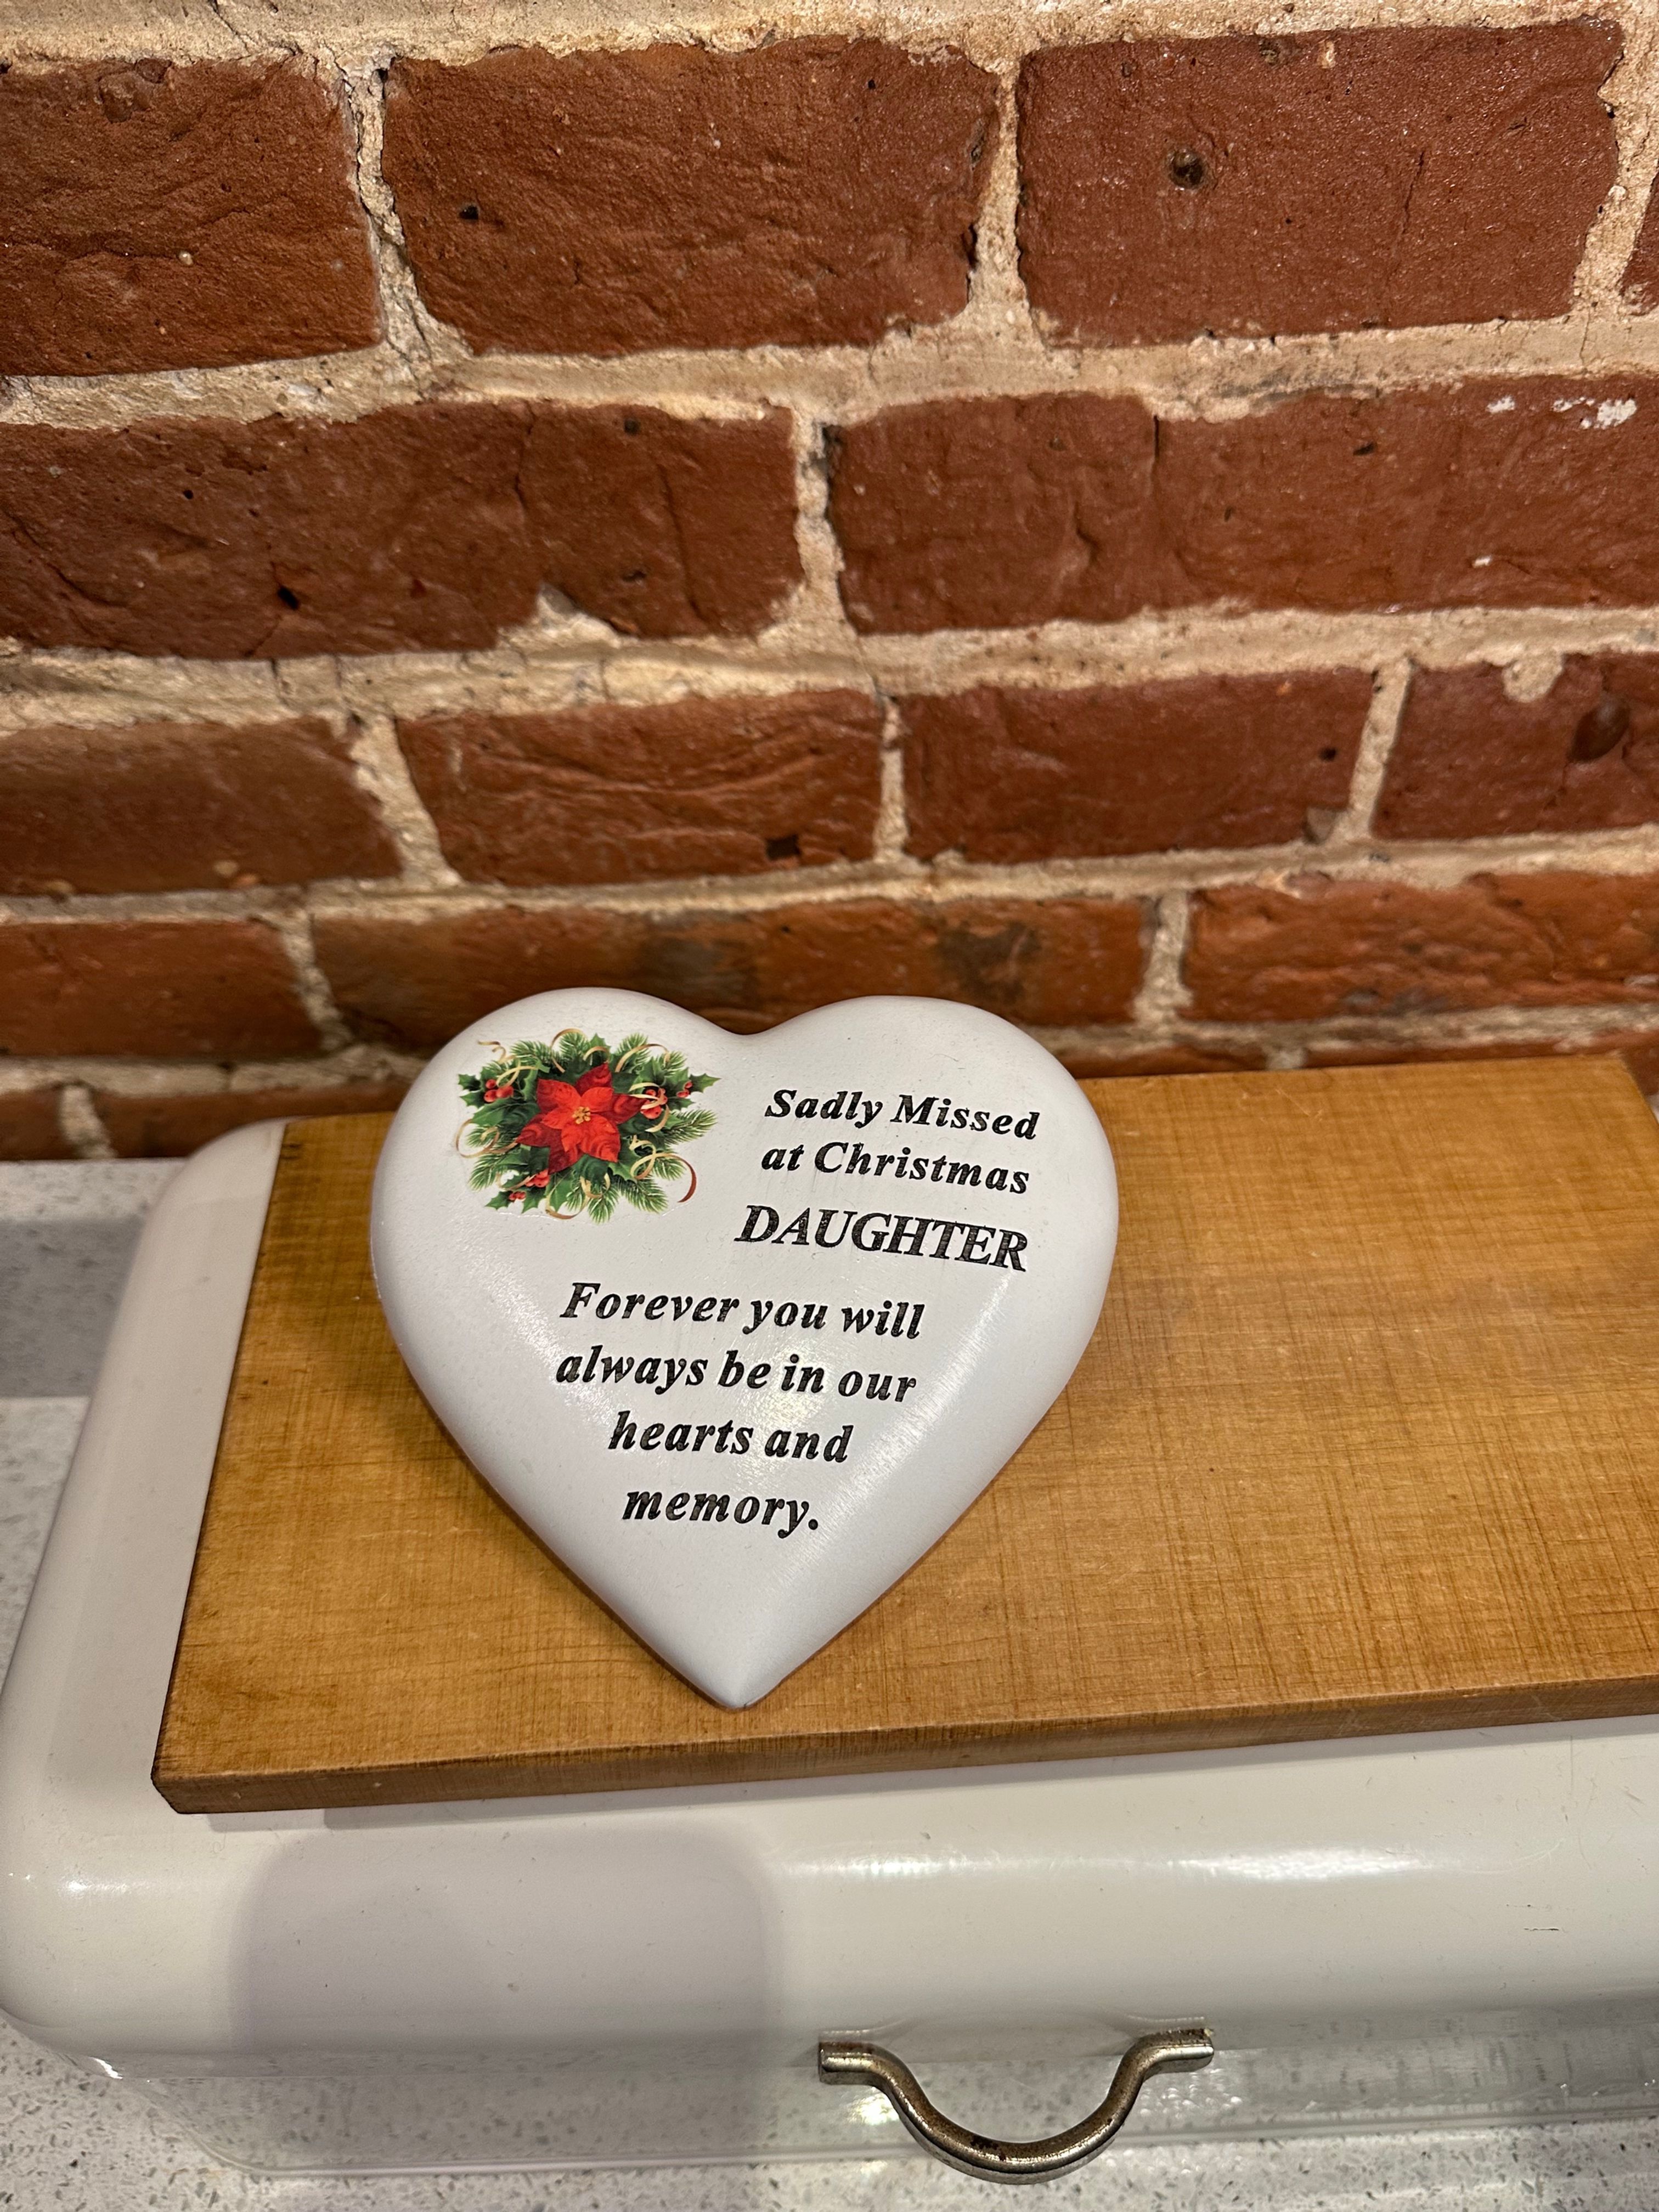 Sadly Missed
at Christmas
DAUGHTER
Forever you will
always be in our
hearts and
memory.